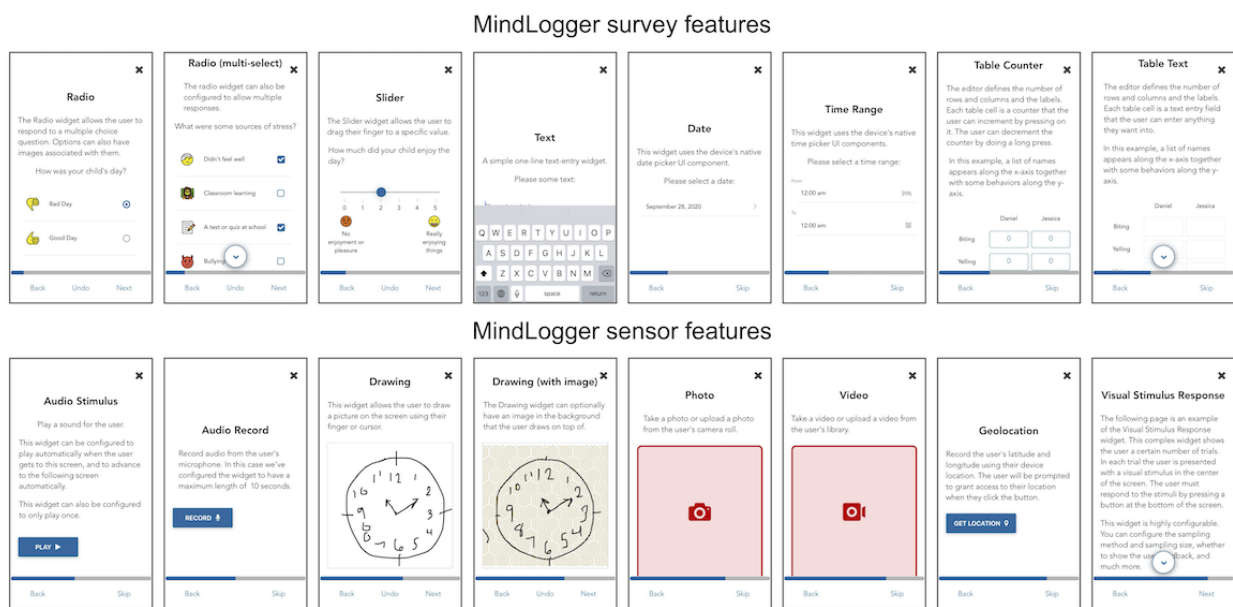 MindLogger survey features
Radio
The Radio widget allows the user to
respond to a multiple choice
question. Options can also have
images associated with them.
How was your child's day?
Bad Day
Good Day
Back Undo Next
Radio (multi-select)
The radio widget can also be
configured to allow multiple
responses.
What were some sources of stress?
Didn't feel well
Classroom learning
A test or quiz at school
Bullying
Back Undo Next
Slider
The Slider widget allows the user to
drag their finger to a specific value.
How much did your child enjoy the
day?
0 1 2 3 4 5
No
enjoyment or
pleasure
Really
enjoying
things
Back Undo Next
Text
A simple one-line text-entry widget.
Please some text:
Q W E R T Y U I O P
A S D F G H J K L
Z X C V B N M
123 space return
Date
This widget uses the device's native
date picker UI component.
Please select a date:
September 28, 2020
Back Skip
Time Range
This widget uses the device's native
time picker UI component.
Please select a time range:
From
12:00 am
To
12:00 am
Back Skip
Table Counter
The editor defines the number of
rows and columns and the labels.
Each table cell is a counter that the
user can increment by pressing on
it. The user can decrement the
counter by doing a long press.
In this example, a list of names
appears along the x-axis together
with some behaviors along the y-
axis.
Daniel Jessica
Biting 0 0
Yelling 0 0
Back Skip
Table Text
The editor defines the number of
rows and columns and the labels.
Each table cell is a text entry field
that the user can enter anything
they want into.
In this example, a list of names
appears along the x-axis together
with some behaviors along the y-
axis.
Daniel Jessica
Biting
Yelling
Back Skip
MindLogger sensor features
Audio Stimulus
Play a sound for the user.
This widget can be configured to
play automatically when the user
gets to this screen, and to advance
to the following screen
automatically.
This widget can also be configured
to only play once.
PLAY
Back Skip
Audio Record
Record audio from the user's
microphone. In this case we've
configured the widget to have a
maximum length of 10 seconds.
RECORD
Back Skip
Drawing
This widget allows the user to draw
a picture on the screen using their
finger or cursor.
12 1 2 3 4 5 6 7 8 9 10 11
Back Undo Next
Drawing (with image)
The Drawing widget can optionally
have an image in the background
that the user draws on top of.
12 1 2 3 4 5 6 7 8 9 10 11
Back Undo Next
Photo
Take a photo or upload a photo
from the user's camera roll.
Back Skip
Video
Take a video or upload a video from
the user's library.
Back Skip
Geolocation
Record the user's latitude and
longitude using their device
location. The user will be prompted
to grant access to their location
when they click the button.
GET LOCATION
Back Skip
Visual Stimulus Response
The following page is an example
of the Visual Stimulus Response
widget. This complex widget shows
the user a certain number of trials.
In each trial the user is presented
with a visual stimulus in the center
of the screen. The user must
respond to the stimuli by pressing a
button at the bottom of the screen.
This widget is highly configurable.
You can configure the sampling
method and sampling size, whether
to show the user feedback, and
much more.
Back Next